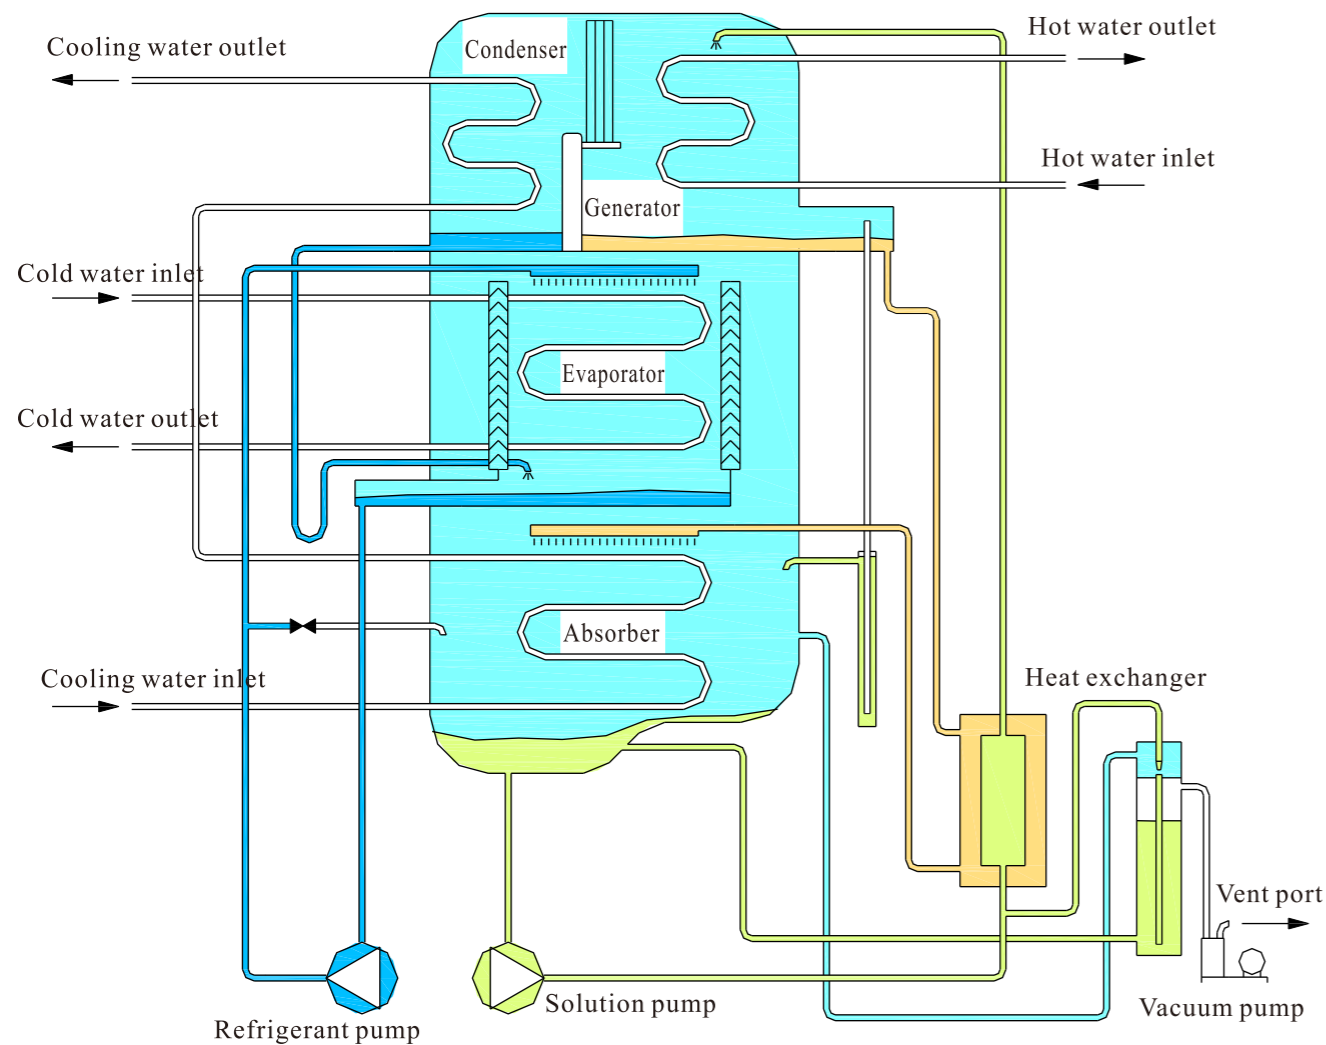 Hot water outlet
Cooling water outlet
Condenser
Hot water inlet
Generator
Cold water inlet
Evaporator
Cold water outlet
Absorber
Cooling water inlet
Heat exchanger
Vent port
Solution pump
Vacuum pump
Refrigerant pump